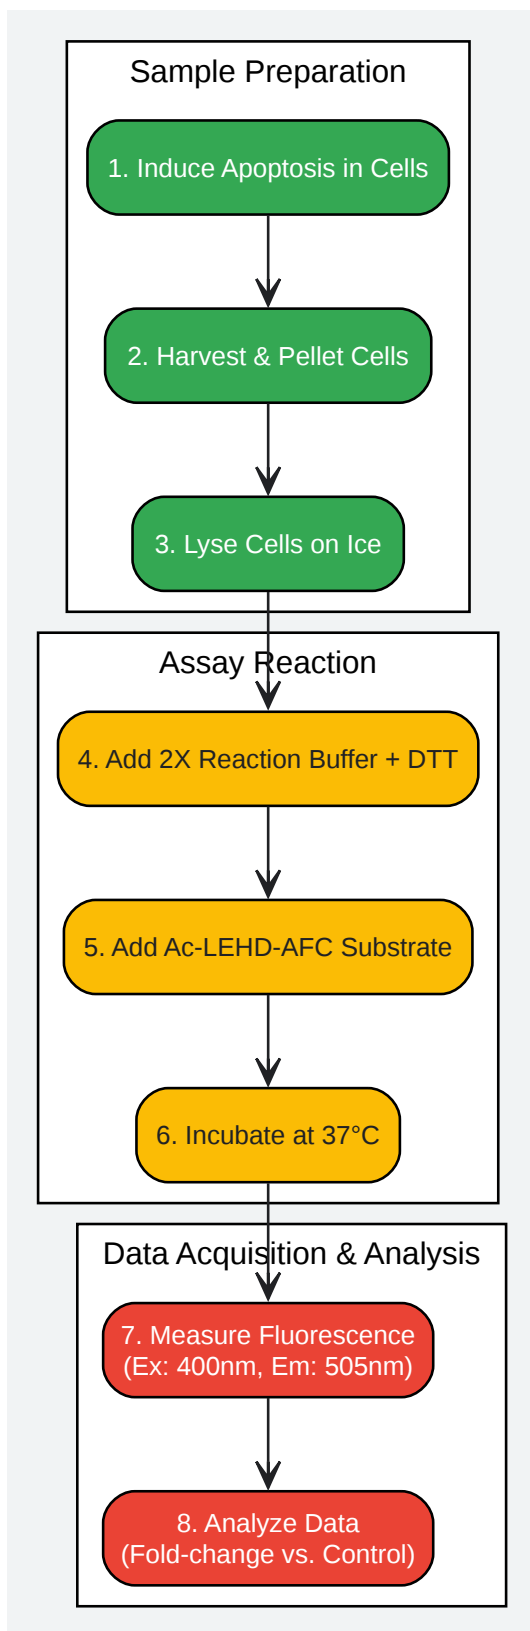 Sample Preparation
1. Induce Apoptosis in Cells
2. Harvest & Pellet Cells
3. Lyse Cells on Ice
Assay Reaction
4. Add 2X Reaction Buffer + DTT
5. Add Ac-LEHD-AFC Substrate
6. Incubate at 37°C
Data Acquisition & Analysis
7. Measure Fluorescence
(Ex: 400nm, Em: 505nm)
8. Analyze Data
(Fold-change vs. Control)